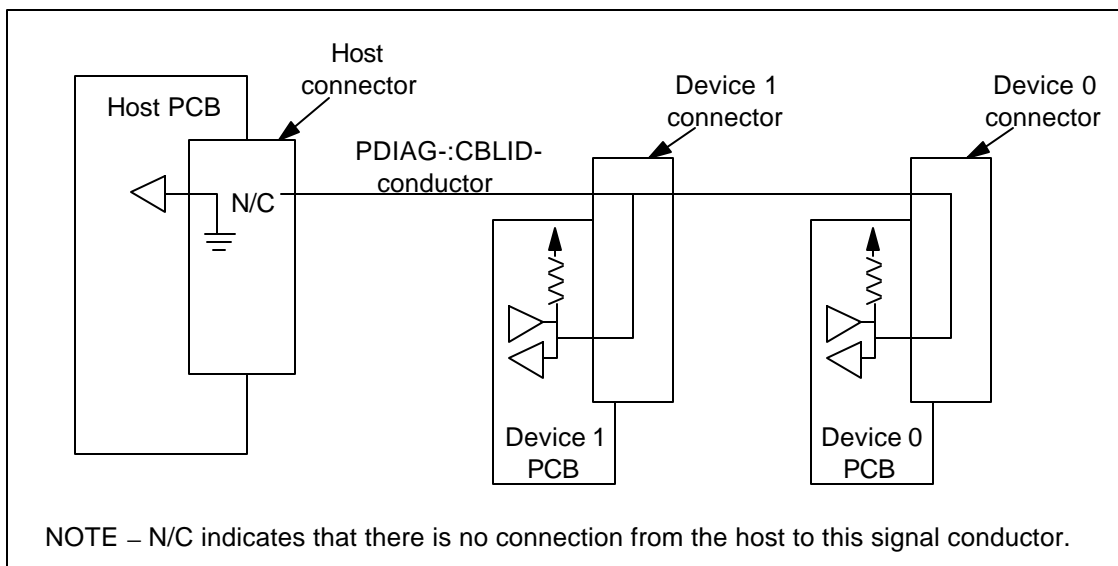 Host
connector
Host PCB
Device 1
connector
Device 0
connector
PDIAG-:CBLID-
conductor
N/C
Device 1
PCB
Device 0
PCB
NOTE – N/C indicates that there is no connection from the host to this signal conductor.